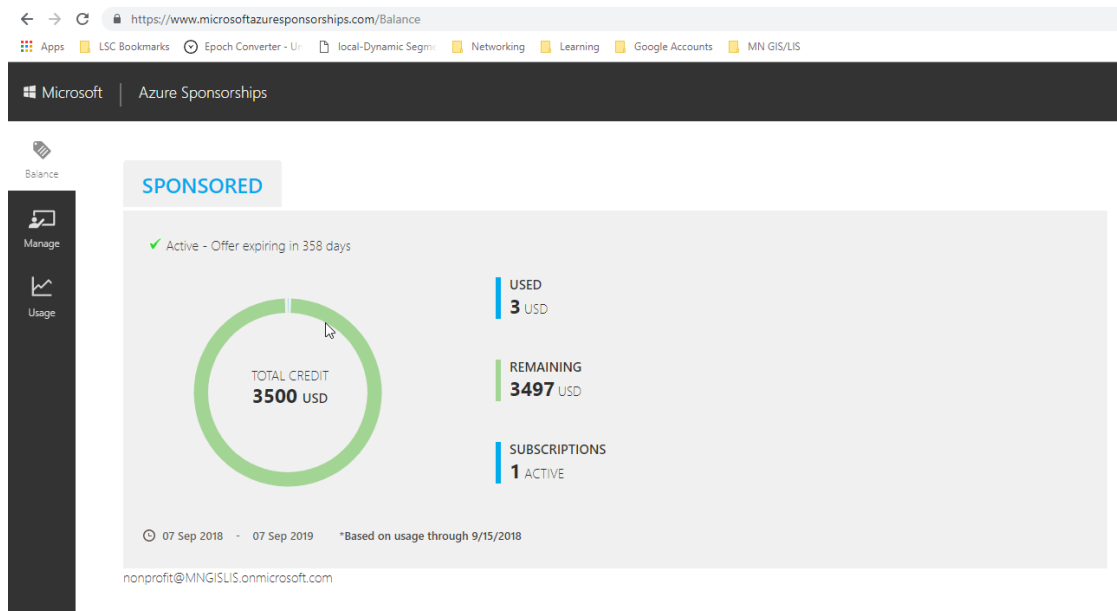 https://www.microsoftazuresponsorships.com/Balance
Apps LSC Bookmarks Epoch Converter - Un local-Dynamic Segme Networking Learning Google Accounts MN GIS/LIS
Microsoft Azure Sponsorships
Balance
Manage
Usage
SPONSORED
Active - Offer expiring in 358 days
TOTAL CREDIT
3500 USD
USED
3 USD
REMAINING
3497 USD
SUBSCRIPTIONS
1 ACTIVE
07 Sep 2018 - 07 Sep 2019 *Based on usage through 9/15/2018
nonprofit@MNGISLIS.onmicrosoft.com